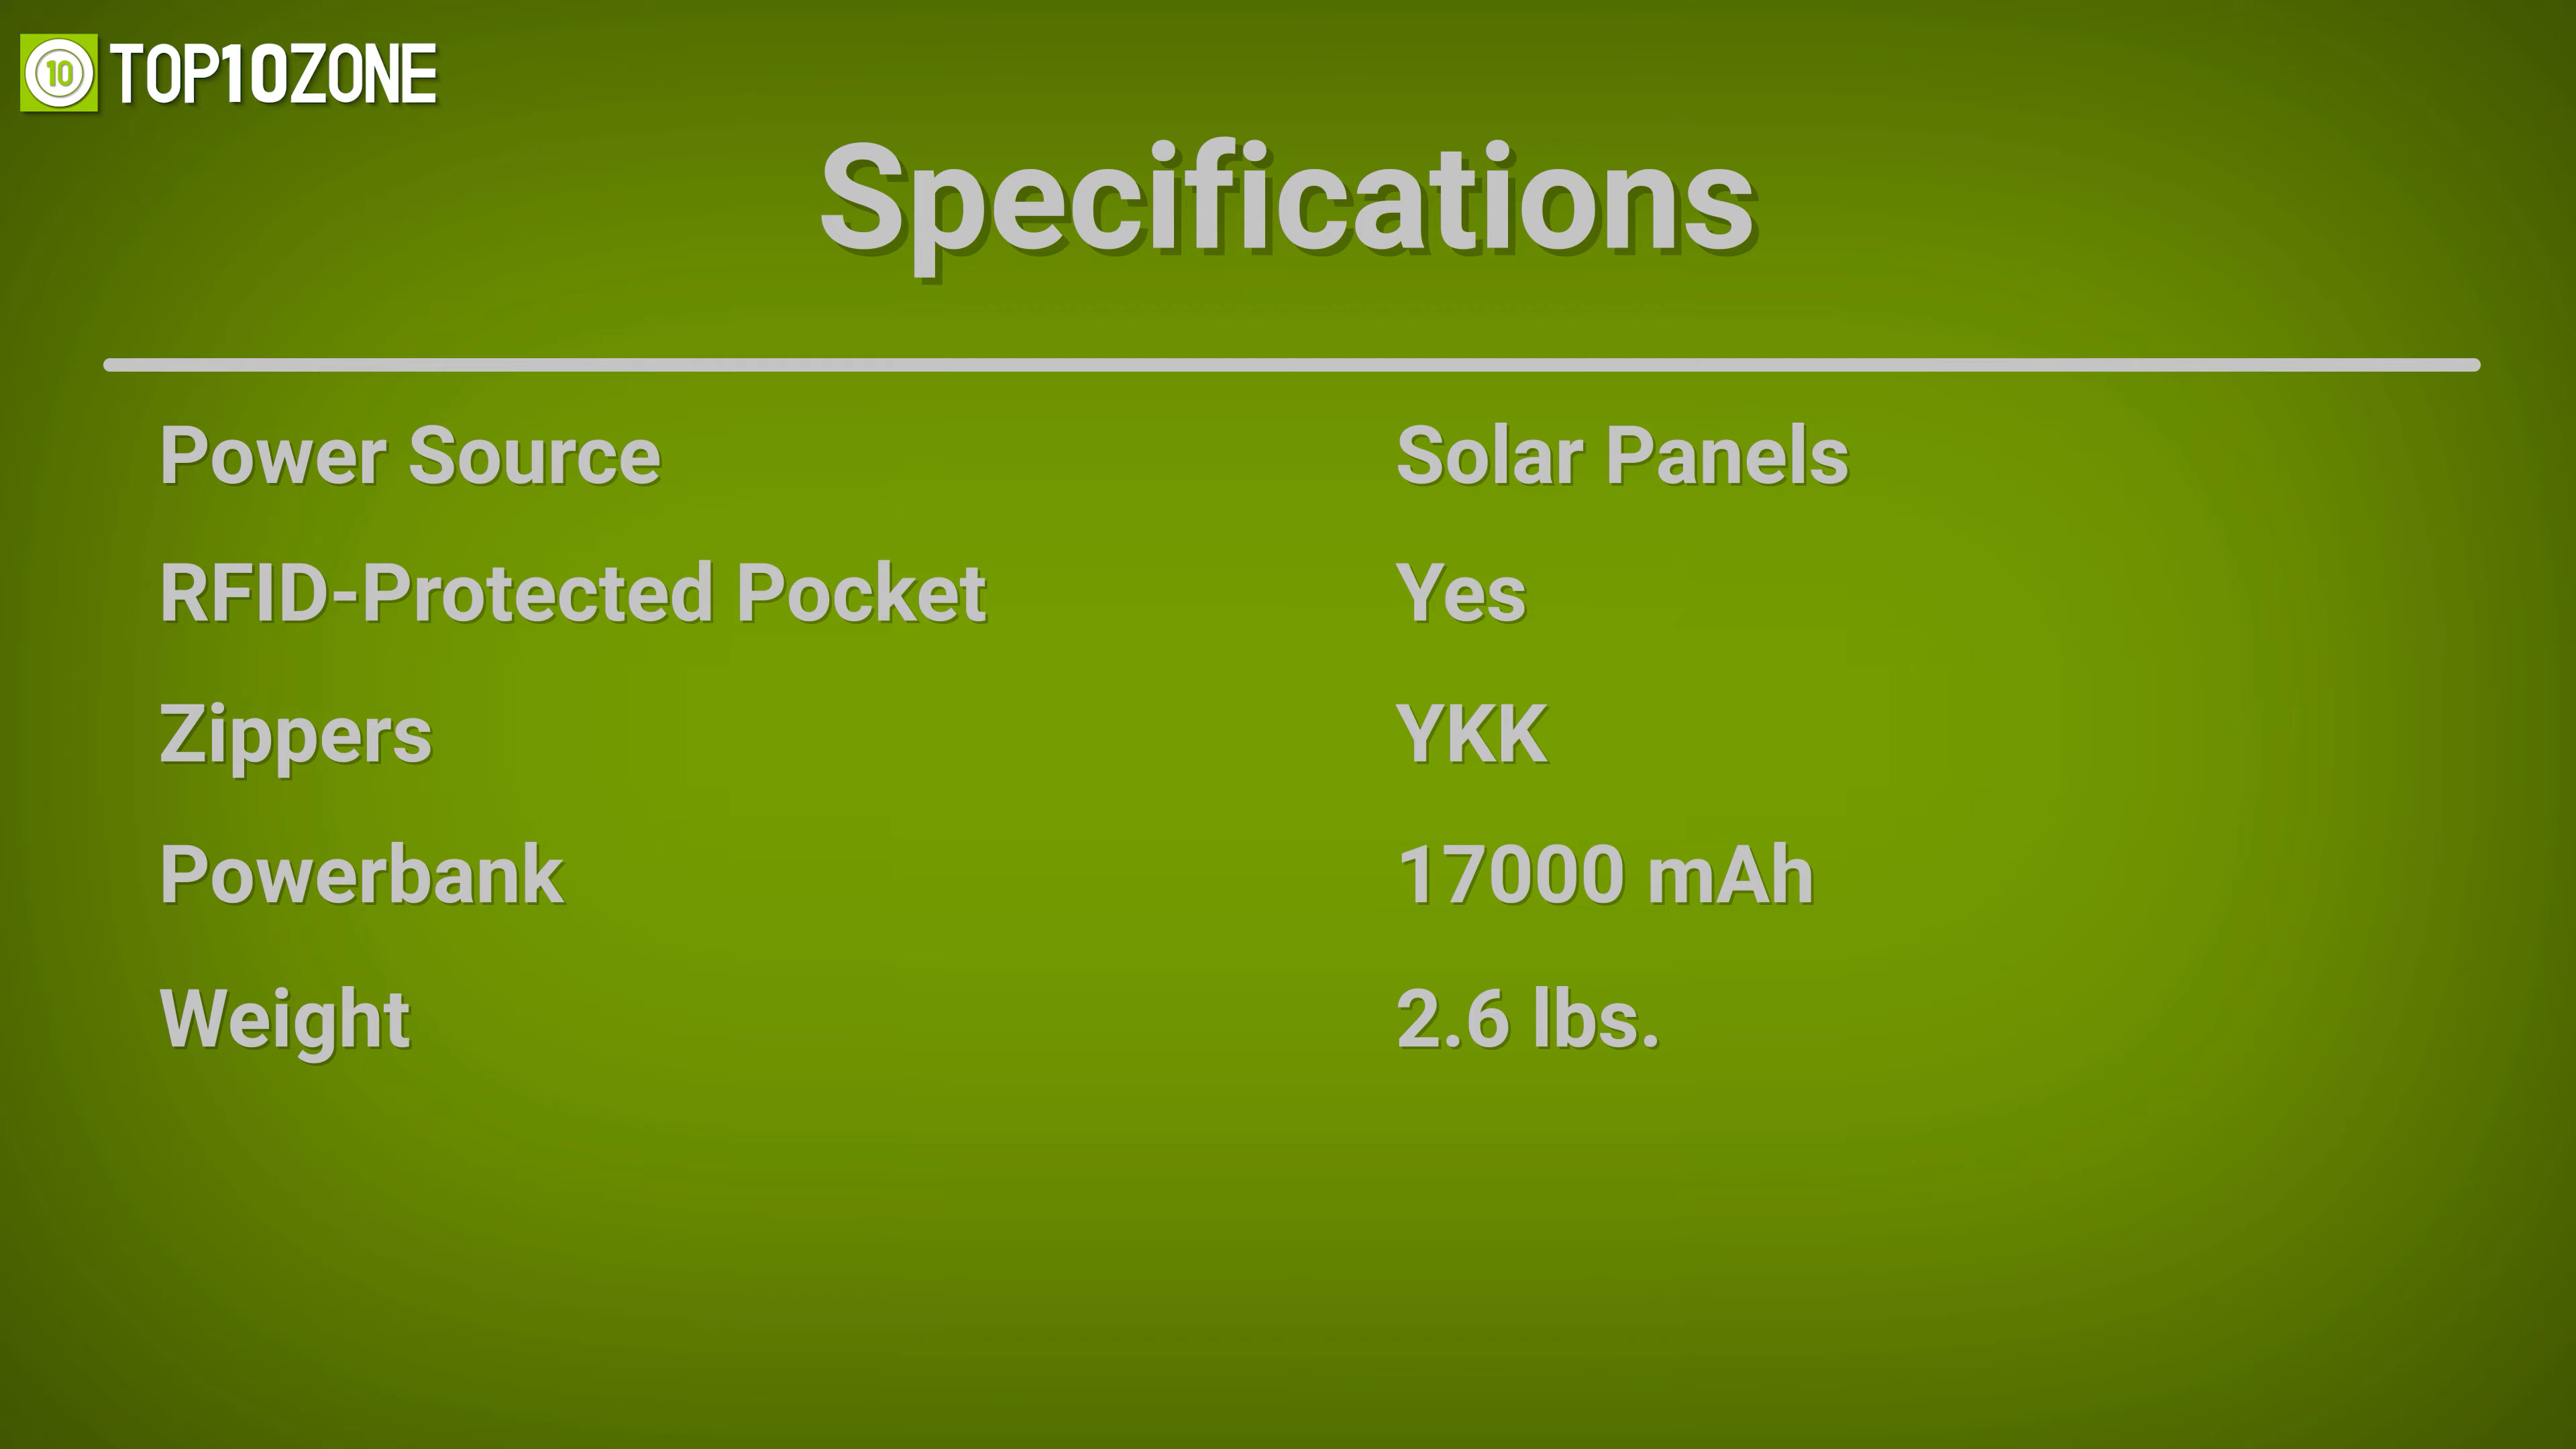 10 TOP10ZONE
Specifications
Power Source Solar Panels
RFID-Protected Pocket Yes
Zippers YKK
Powerbank 17000 mAh
Weight 2.6 lbs.